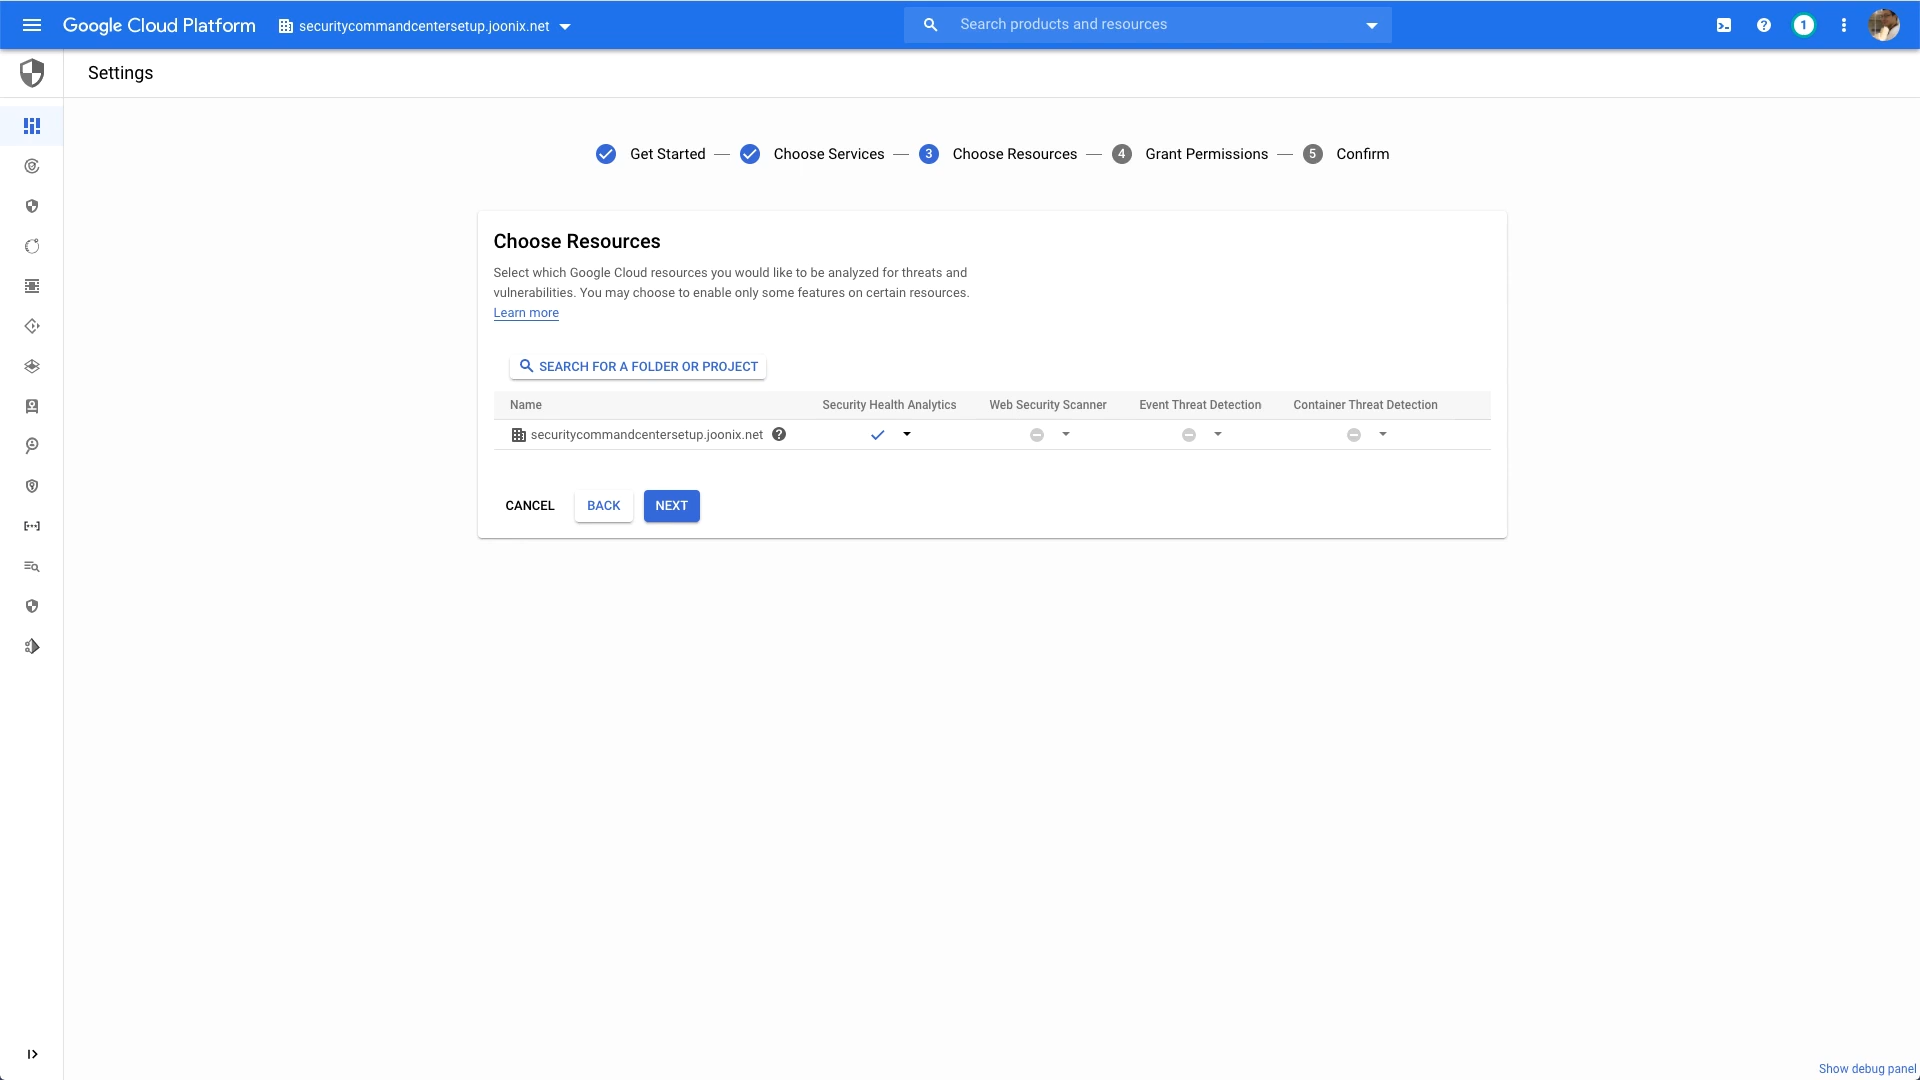 Google Cloud Platform securitycommandcentersetup.joonix.net Search products and resources 1
Settings
Get Started Choose Services 3 Choose Resources 4 Grant Permissions 5 Confirm
Choose Resources
Select which Google Cloud resources you would like to be analyzed for threats and
vulnerabilities. You may choose to enable only some features on certain resources.
Learn more
SEARCH FOR A FOLDER OR PROJECT
Name Security Health Analytics Web Security Scanner Event Threat Detection Container Threat Detection
securitycommandcentersetup.joonix.net
CANCEL BACK NEXT
Show debug panel